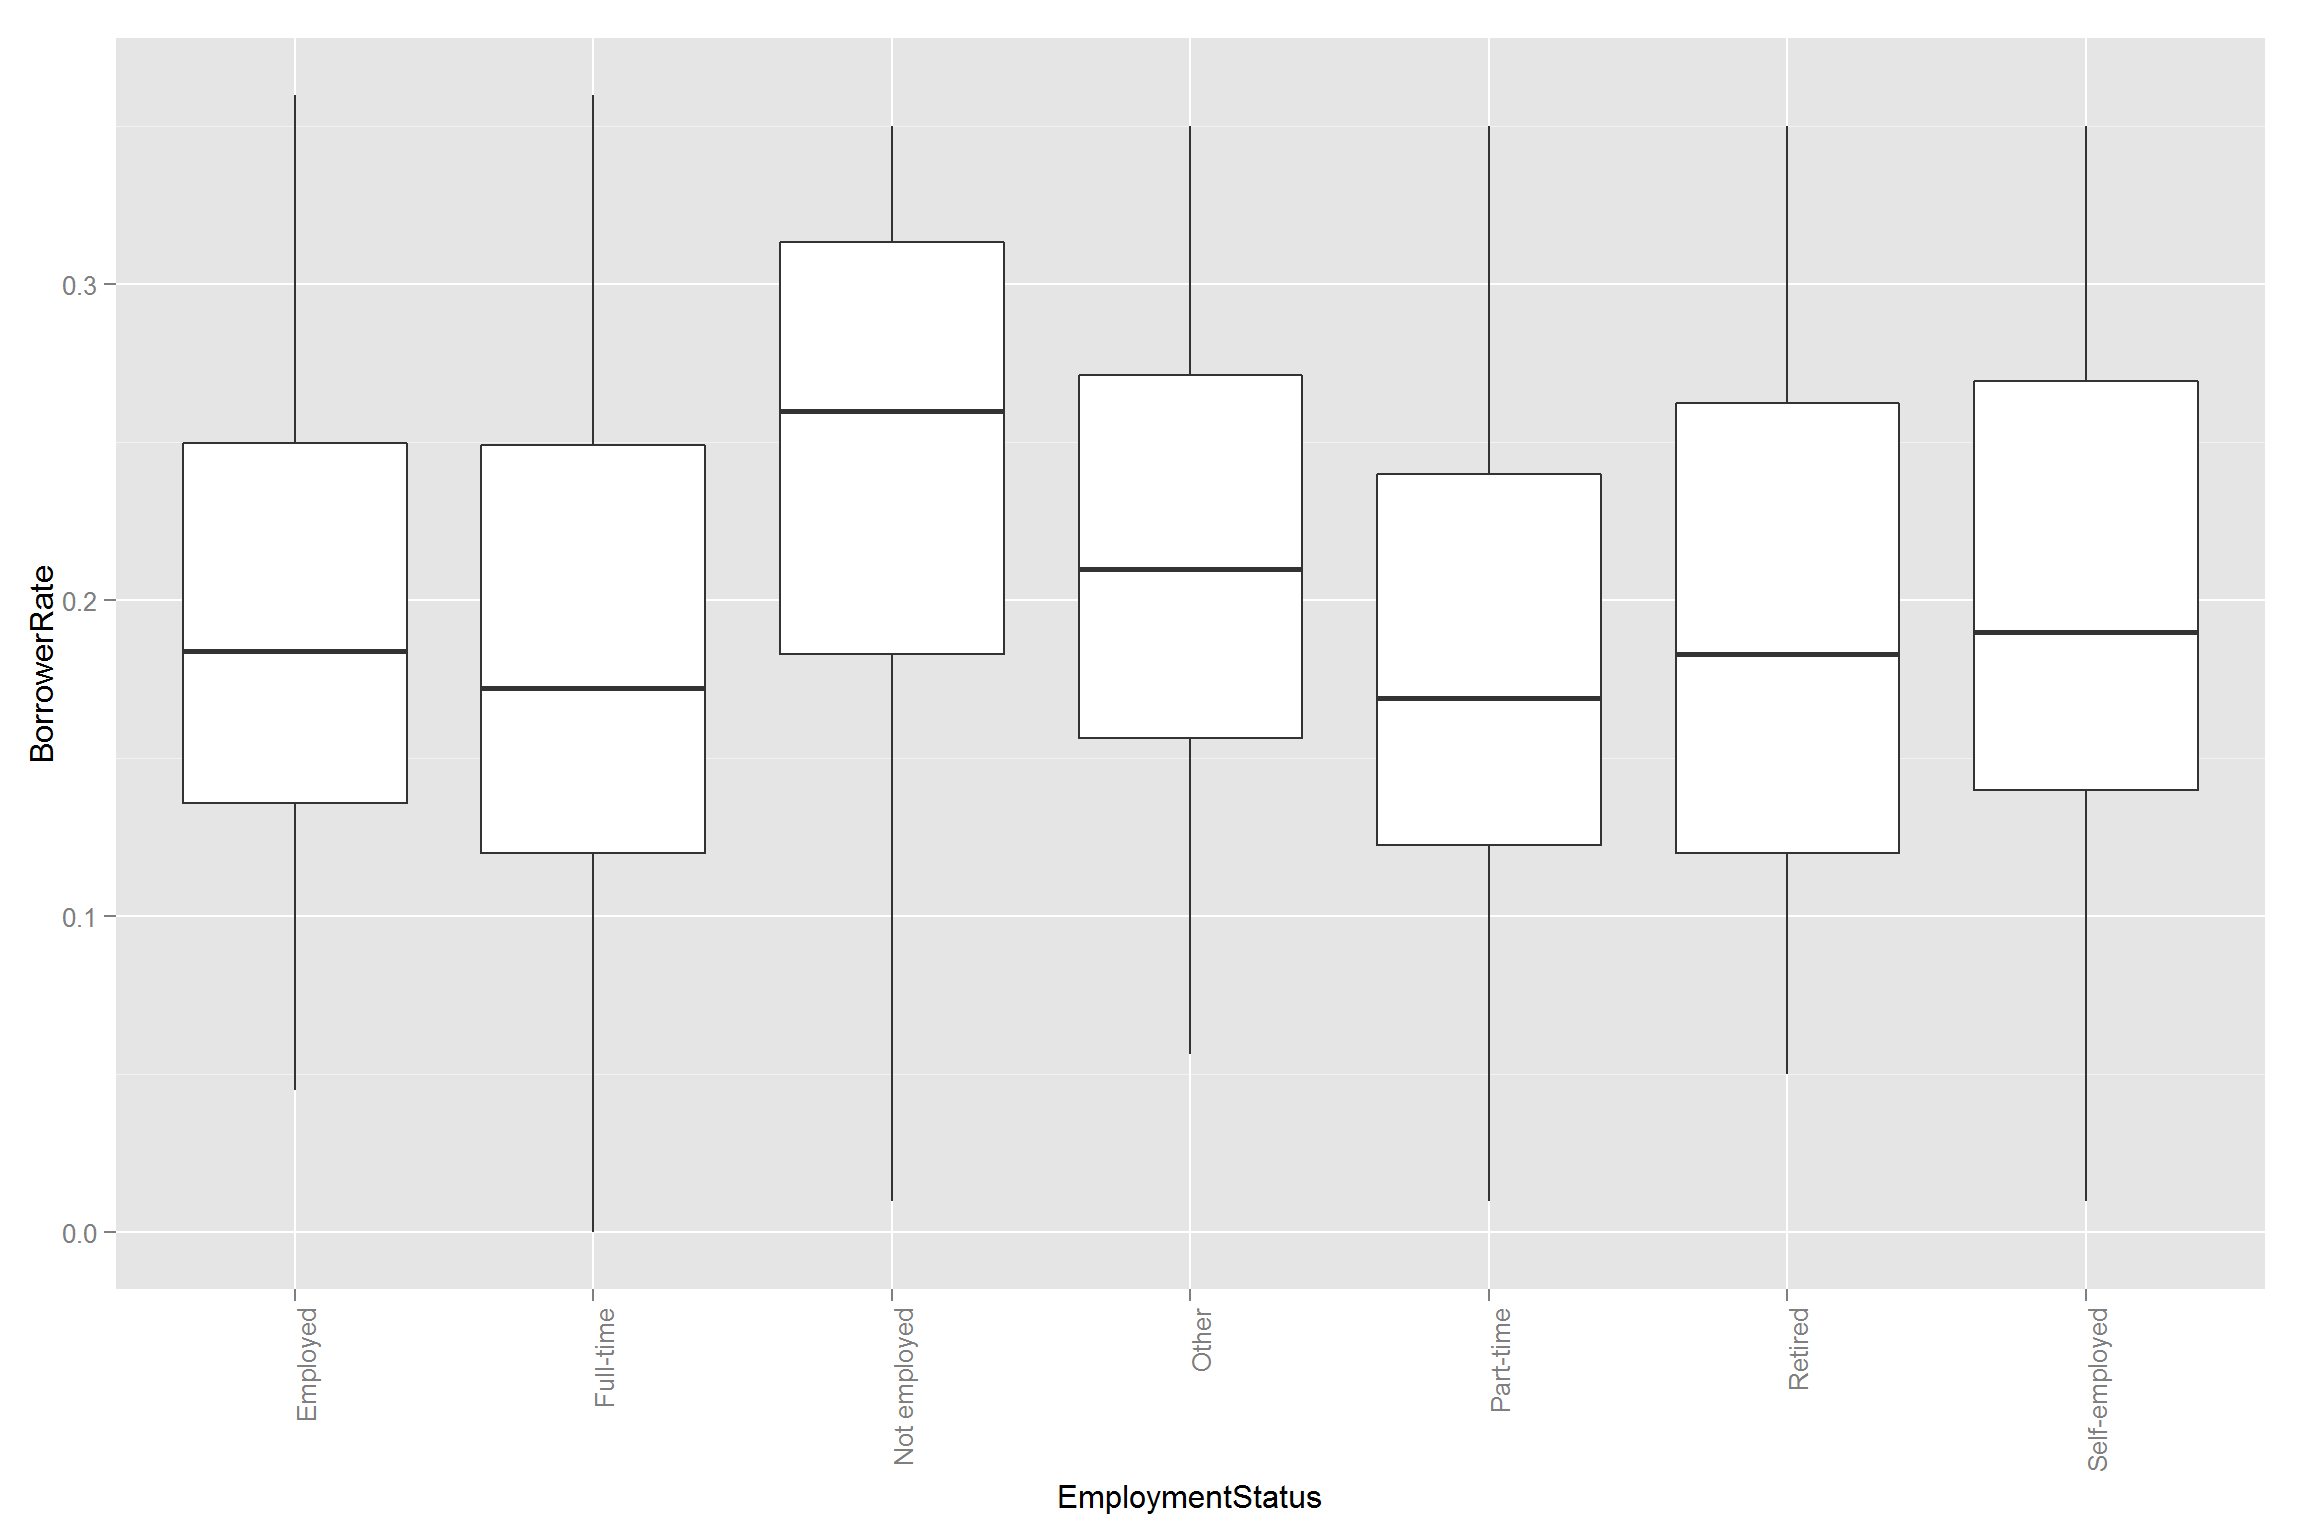 BorrowerRate
0.3
0.2
0.1
0.0
Employed
Full-time
Not employed
Other
Part-time
Retired
Self-employed
EmploymentStatus